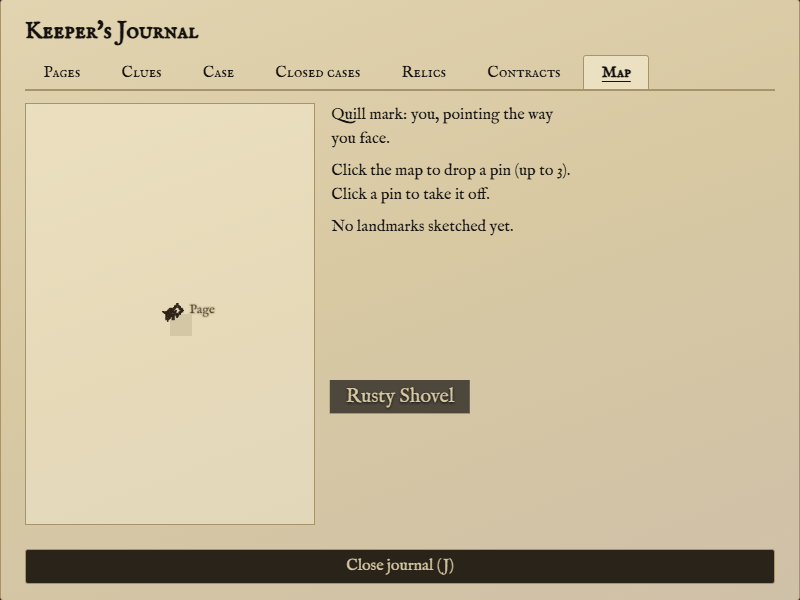 Keeper's Journal
Pages
Clues
Case
Closed cases
Relics
Contracts
Map
Quill mark: you, pointing the way
you face.
Click the map to drop a pin (up to 3).
Click a pin to take it off.
No landmarks sketched yet.
Page
Rusty Shovel
Close journal (J)